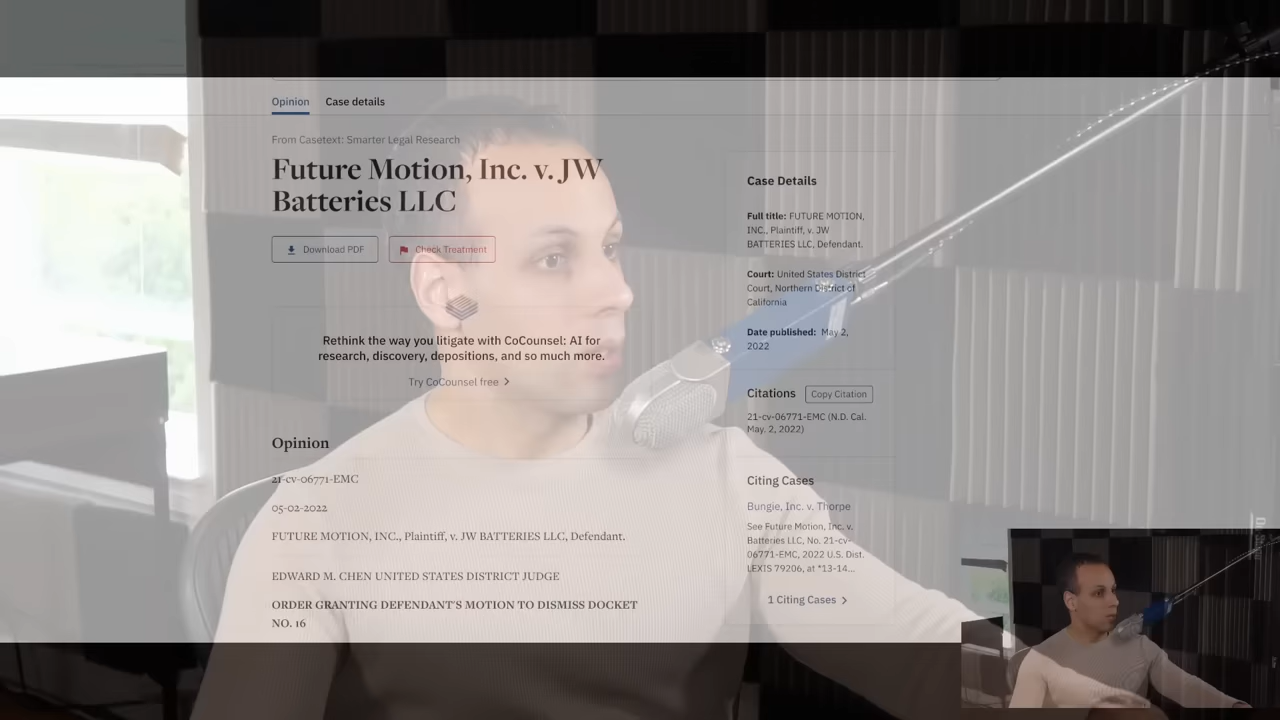 Opinion
Case details
From Casetext: Smarter Legal Research
Future Motion, Inc. v. JW
Batteries LLC
Download PDF
Check Treatment
Rethink the way you litigate with CoCounsel: AI for
research, discovery, depositions, and so much more.
Try CoCounsel free
Opinion
21-cv-06771-EMC
05-02-2022
FUTURE MOTION, INC., Plaintiff, v. JW BATTERIES LLC, Defendant.
EDWARD M. CHEN UNITED STATES DISTRICT JUDGE
ORDER GRANTING DEFENDANT'S MOTION TO DISMISS DOCKET
NO. 16
Case Details
Full title: FUTURE MOTION,
INC., Plaintiff, v. JW
BATTERIES LLC, Defendant.
Court: United States District
Court, Northern District of
California
Date published: May 2,
2022
Citations
Copy Citation
21-cv-06771-EMC (N.D. Cal.
May. 2, 2022)
Citing Cases
Bungie, Inc. v. Thorpe
See Future Motion, Inc. v.
Batteries LLC, No. 21-cv-
06771-EMC, 2022 U.S. Dist.
LEXIS 79206, at *13-14...
1 Citing Cases